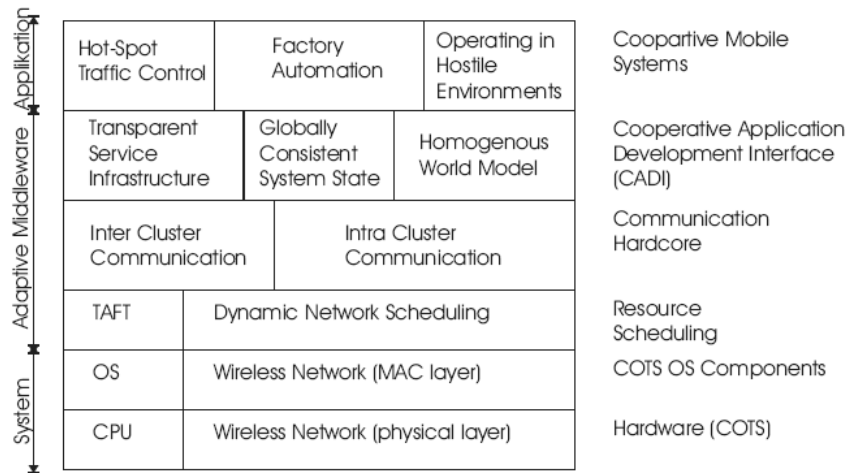 Applikation
Hot-Spot
Traffic Control
Factory
Automation
Operating in
Hostile
Environments
Coopartive Mobile
Systems
Adaptive Middleware
Transparent
Service
Infrastructure
Globally
Consistent
System State
Homogenous
World Model
Cooperative Application
Development Interface
(CADI)
Inter Cluster
Communication
Intra Cluster
Communication
Communication
Hardcore
TAFT
Dynamic Network Scheduling
Resource
Scheduling
System
OS
Wireless Network (MAC layer)
COTS OS Components
CPU
Wireless Network (physical layer)
Hardware (COTS)